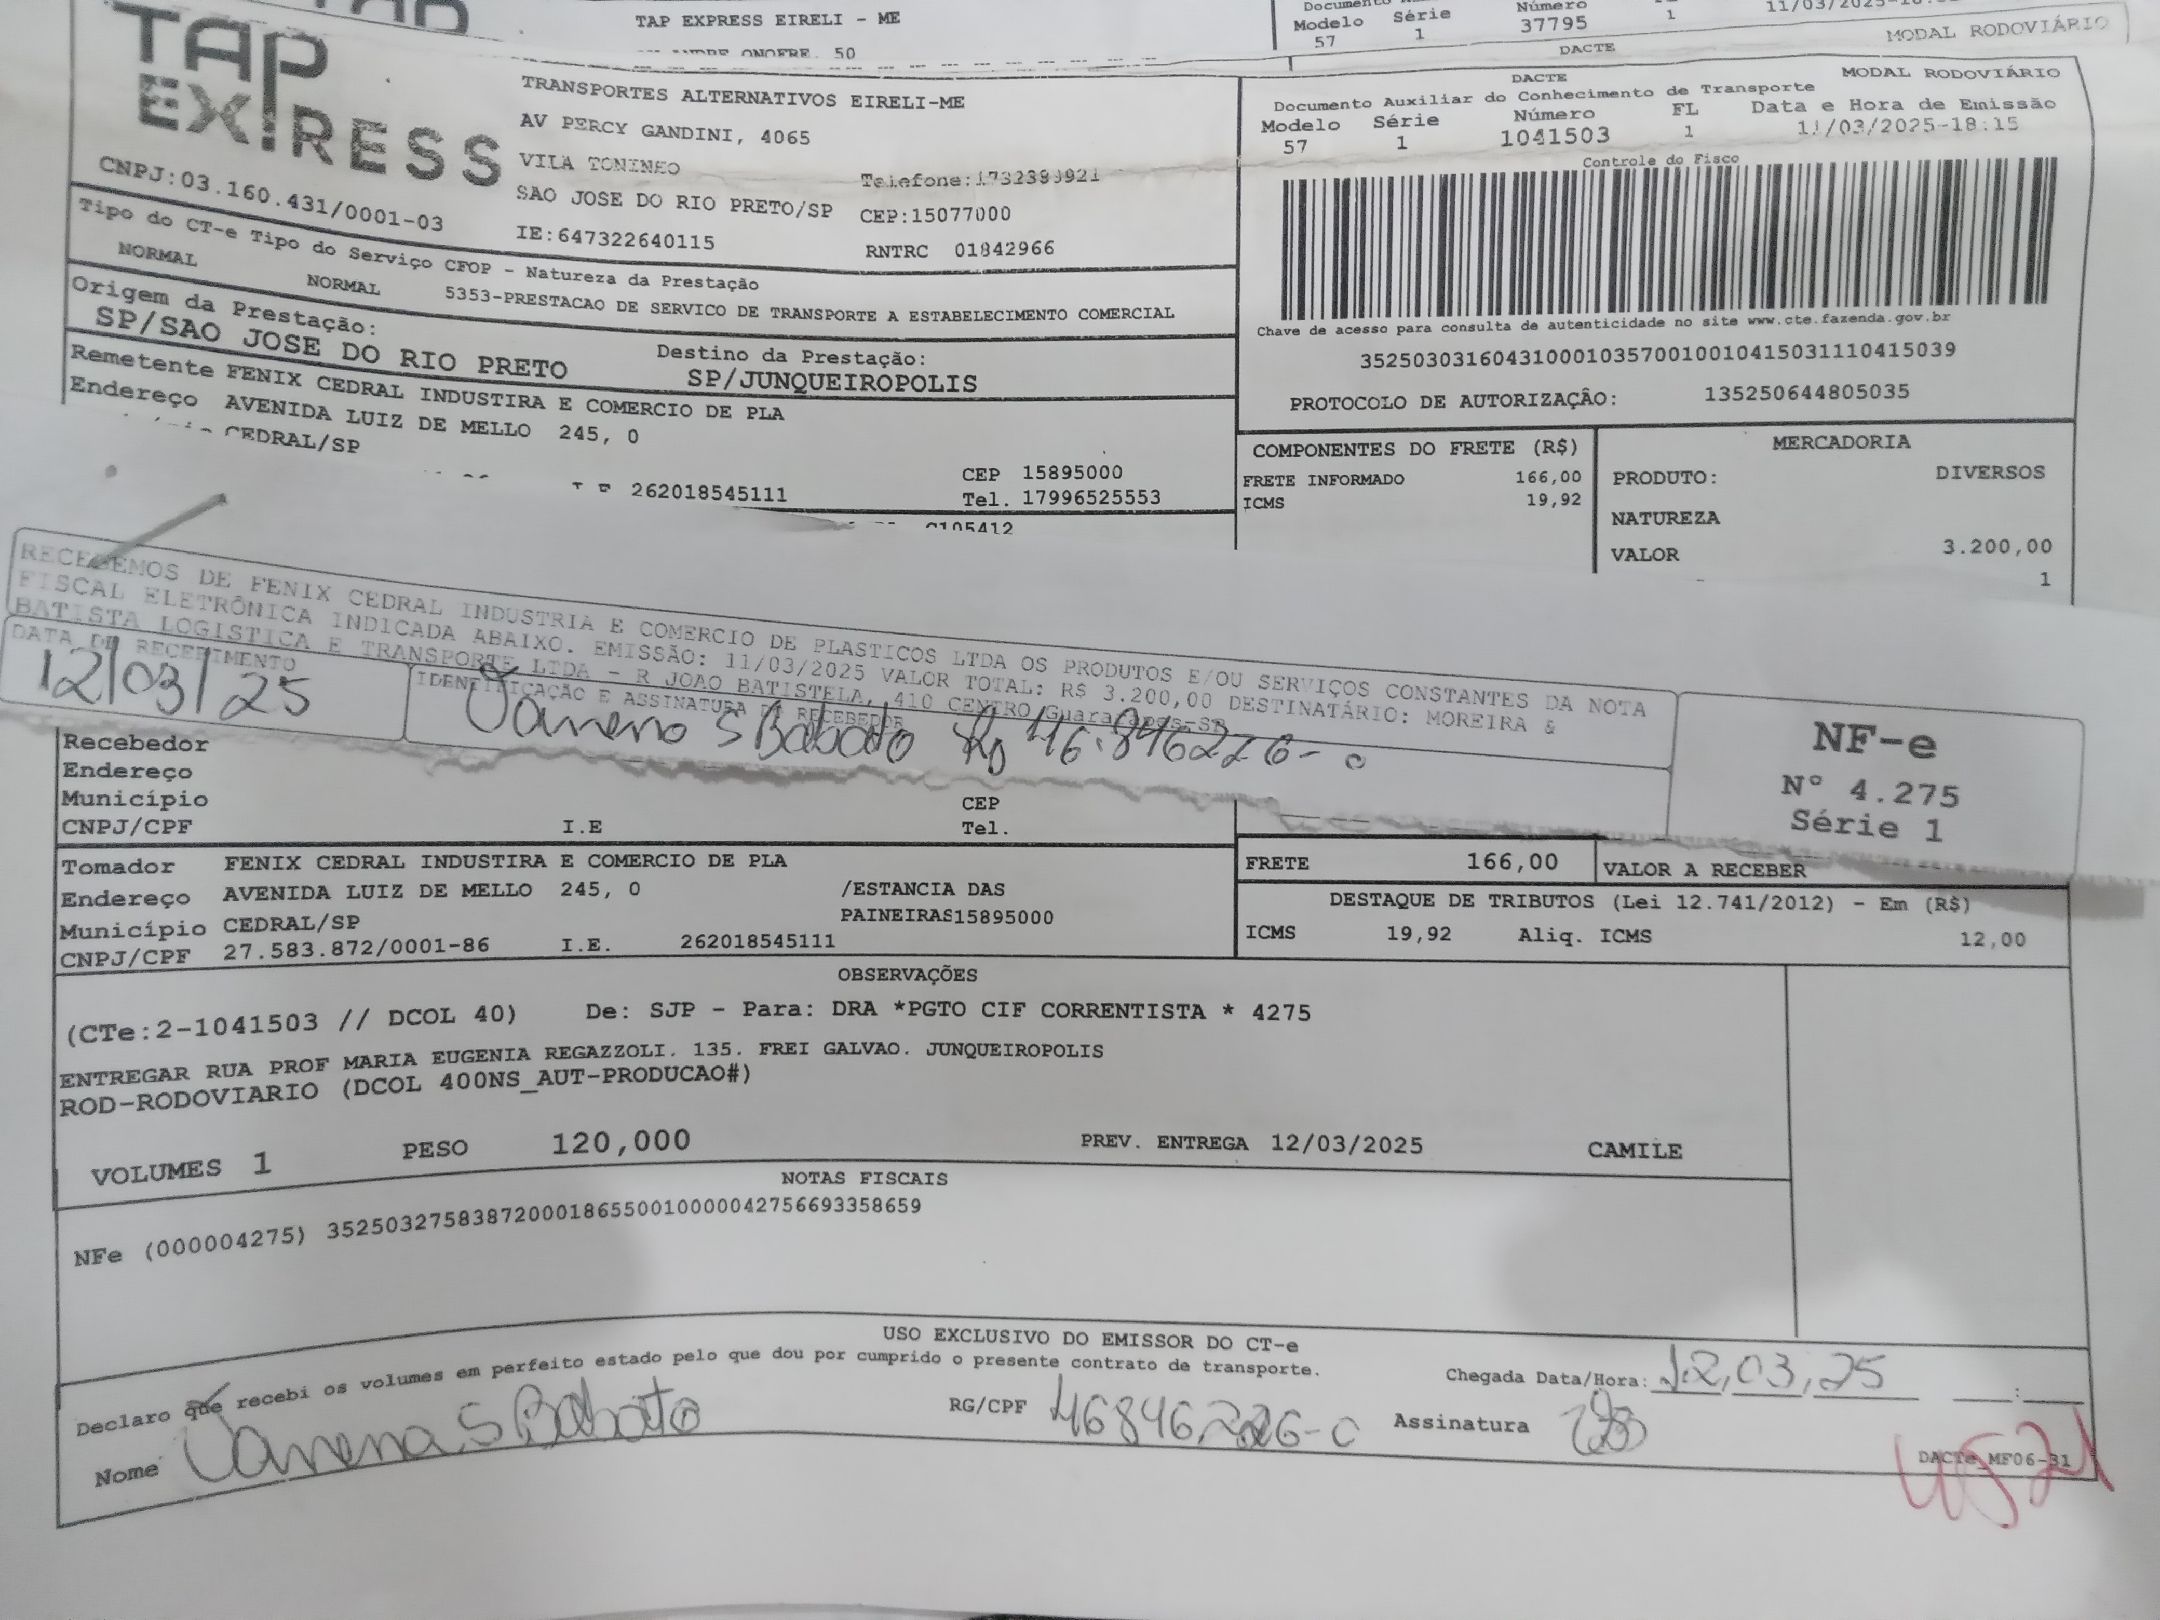 TAP EXPRESS EIRELI - ME
Modelo Série Número
57 1 37795 1
DACTE MODAL RODOVIÁRIO
TAP
EXPRESS
CNPJ:03.160.431/0001-03
TRANSPORTES ALTERNATIVOS EIRELI-ME
AV PERCY GANDINI, 4065
VILA TONINHO
SAO JOSE DO RIO PRETO/SP CEP:15077000
IE:647322640115 RNTRC 01842966
DACTE MODAL RODOVIÁRIO
Documento Auxiliar do Conhecimento de Transporte
Modelo Série Número FL Data e Hora de Emissão
57 1 1041503 1 11/03/2025-18:15
Controle do Fisco
Chave de acesso para consulta de autenticidade no site www.cte.fazenda.gov.br
35250303160431000103570010010415031110415039
PROTOCOLO DE AUTORIZAÇÂO: 135250644805035
Tipo do CT-e Tipo do Serviço CFOP - Natureza da Prestação
NORMAL NORMAL 5353-PRESTACAO DE SERVICO DE TRANSPORTE A ESTABELECIMENTO COMERCIAL
Origem da Prestação: Destino da Prestação:
SP/SAO JOSE DO RIO PRETO SP/JUNQUEIROPOLIS
Remetente FENIX CEDRAL INDUSTIRA E COMERCIO DE PLA
Endereço AVENIDA LUIZ DE MELLO 245, 0
CEDRAL/SP CEP 15895000
262018545111 Tel. 17996525553
COMPONENTES DO FRETE (R$)
FRETE INFORMADO 166,00
ICMS 19,92
MERCADORIA
PRODUTO: DIVERSOS
NATUREZA
VALOR 3.200,00
1
RECEBEMOS DE FENIX CEDRAL INDUSTRIA E COMERCIO DE PLASTICOS LTDA OS PRODUTOS E/OU SERVIÇOS CONSTANTES DA NOTA
FISCAL ELETRÔNICA INDICADA ABAIXO. EMISSÃO: 11/03/2025 VALOR TOTAL: R$ 3.200,00 DESTINATÁRIO: MOREIRA &
BATISTA LOGISTICA E TRANSPORTE LTDA - R JOAO BATISTELA, 410 CENTRO Guararapes-SP
DATA DE RECEBIMENTO IDENTIFICAÇÃO E ASSINATURA DO RECEBEDOR
12/03/25 S Babato RG 46.846226-0
NF-e
Nº 4.275
Série 1
Recebedor
Endereço
Município CEP
CNPJ/CPF I.E Tel.
Tomador FENIX CEDRAL INDUSTIRA E COMERCIO DE PLA
Endereço AVENIDA LUIZ DE MELLO 245, 0 /ESTANCIA DAS
Município CEDRAL/SP PAINEIRAS15895000
CNPJ/CPF 27.583.872/0001-86 I.E. 262018545111
FRETE 166,00 VALOR A RECEBER
DESTAQUE DE TRIBUTOS (Lei 12.741/2012) - Em (R$)
ICMS 19,92 Aliq. ICMS 12,00
OBSERVAÇÕES
(CTe:2-1041503 // DCOL 40) De: SJP - Para: DRA *PGTO CIF CORRENTISTA * 4275
ENTREGAR RUA PROF MARIA EUGENIA REGAZZOLI. 135. FREI GALVAO. JUNQUEIROPOLIS
ROD-RODOVIARIO (DCOL 400NS_AUT-PRODUCAO#)
VOLUMES 1 PESO 120,000 PREV. ENTREGA 12/03/2025 CAMILE
NOTAS FISCAIS
NFe (000004275) 35250327583872000186550010000042756693358659
USO EXCLUSIVO DO EMISSOR DO CT-e
Declaro que recebi os volumes em perfeito estado pelo que dou por cumprido o presente contrato de transporte.
Chegada Data/Hora: 12,03,25 :
Nome S Babato RG/CPF 46846226-0 Assinatura
DACTe_MF06-31